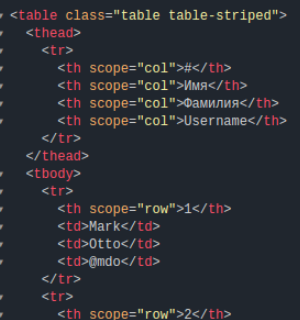 <table class="table table-striped">
<thead>
<tr>
<th scope="col">#</th>
<th scope="col">Имя</th>
<th scope="col">Фамилия</th>
<th scope="col">Username</th>
</tr>
</thead>
<tbody>
<tr>
<th scope="row">1</th>
<td>Mark</td>
<td>Otto</td>
<td>@mdo</td>
</tr>
<tr>
<th scope="row">2</th>